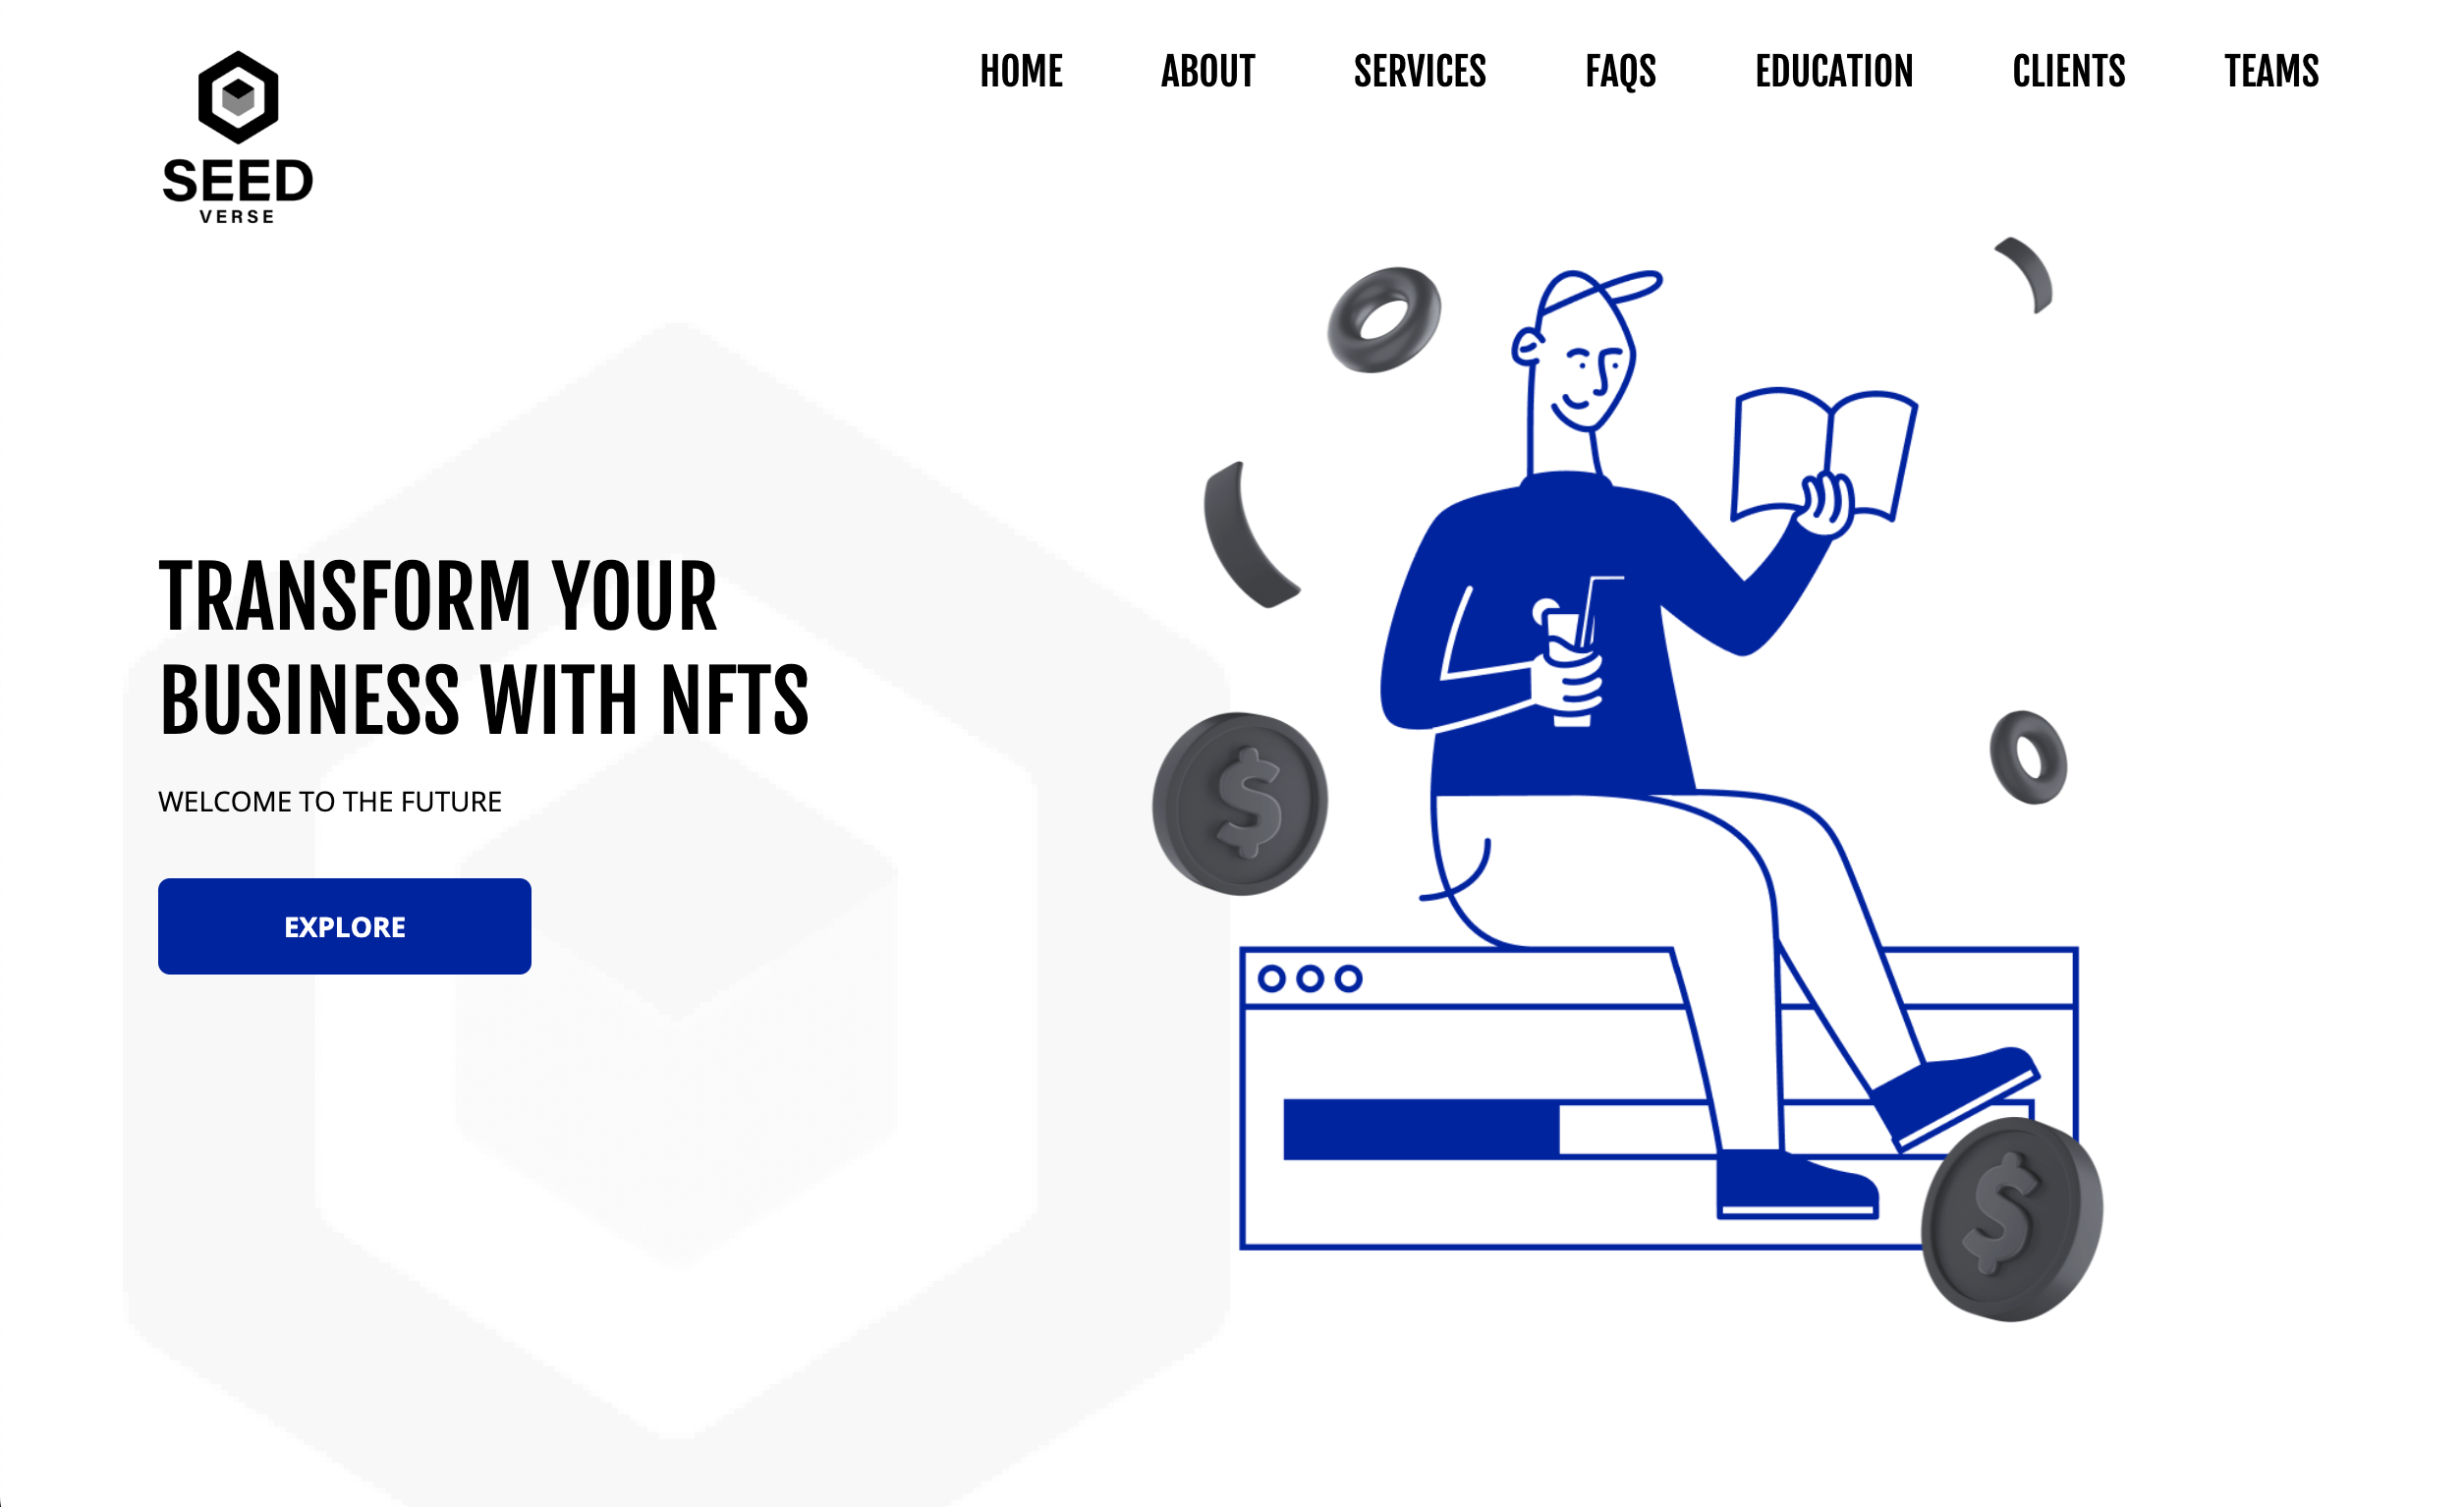 SEED
VERSE
HOME ABOUT SERVICES FAQS EDUCATION CLIENTS TEAMS
TRANSFORM YOUR
BUSINESS WITH NFTS
WELCOME TO THE FUTURE
EXPLORE
$
$